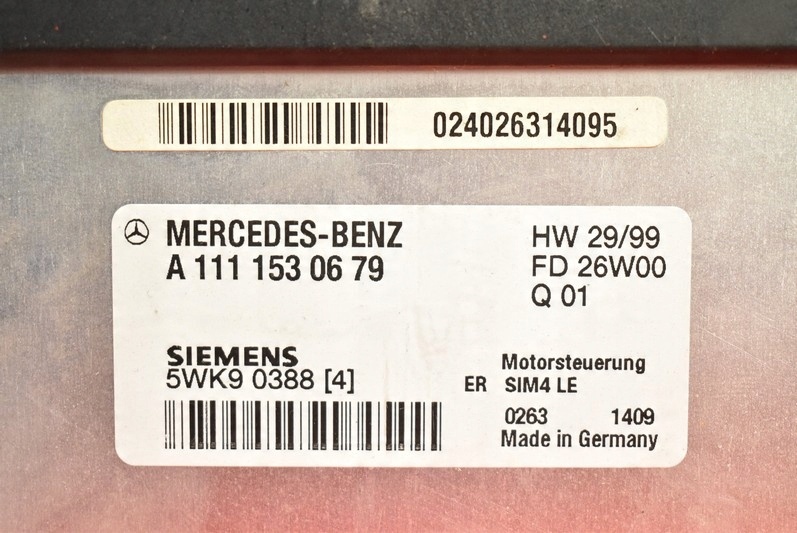 024026314095
MERCEDES-BENZ
A 111 153 06 79
HW 29/99
FD 26W00
Q 01
SIEMENS
5WK9 0388 [4]
Motorsteuerung
ER SIM4 LE
0263 1409
Made in Germany